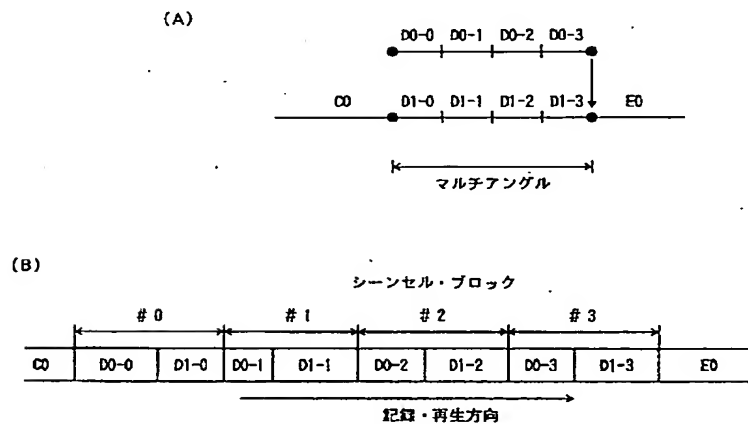 (A)
D0-0 D0-1 D0-2 D0-3
C0 D1-0 D1-1 D1-2 D1-3 E0
マルチアングル
(B)
シーンセル・ブロック
#0 #1 #2 #3
C0 D0-0 D1-0 D0-1 D1-1 D0-2 D1-2 D0-3 D1-3 E0
記録・再生方向